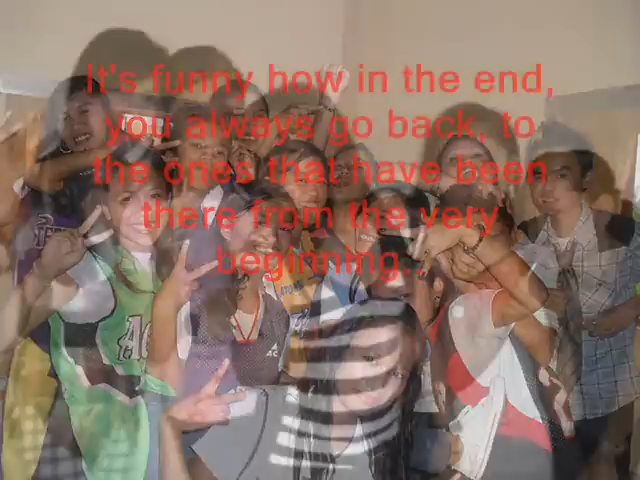 It's funny how in the end,
you always go back, to
the ones that have been
there from the very
beginning...